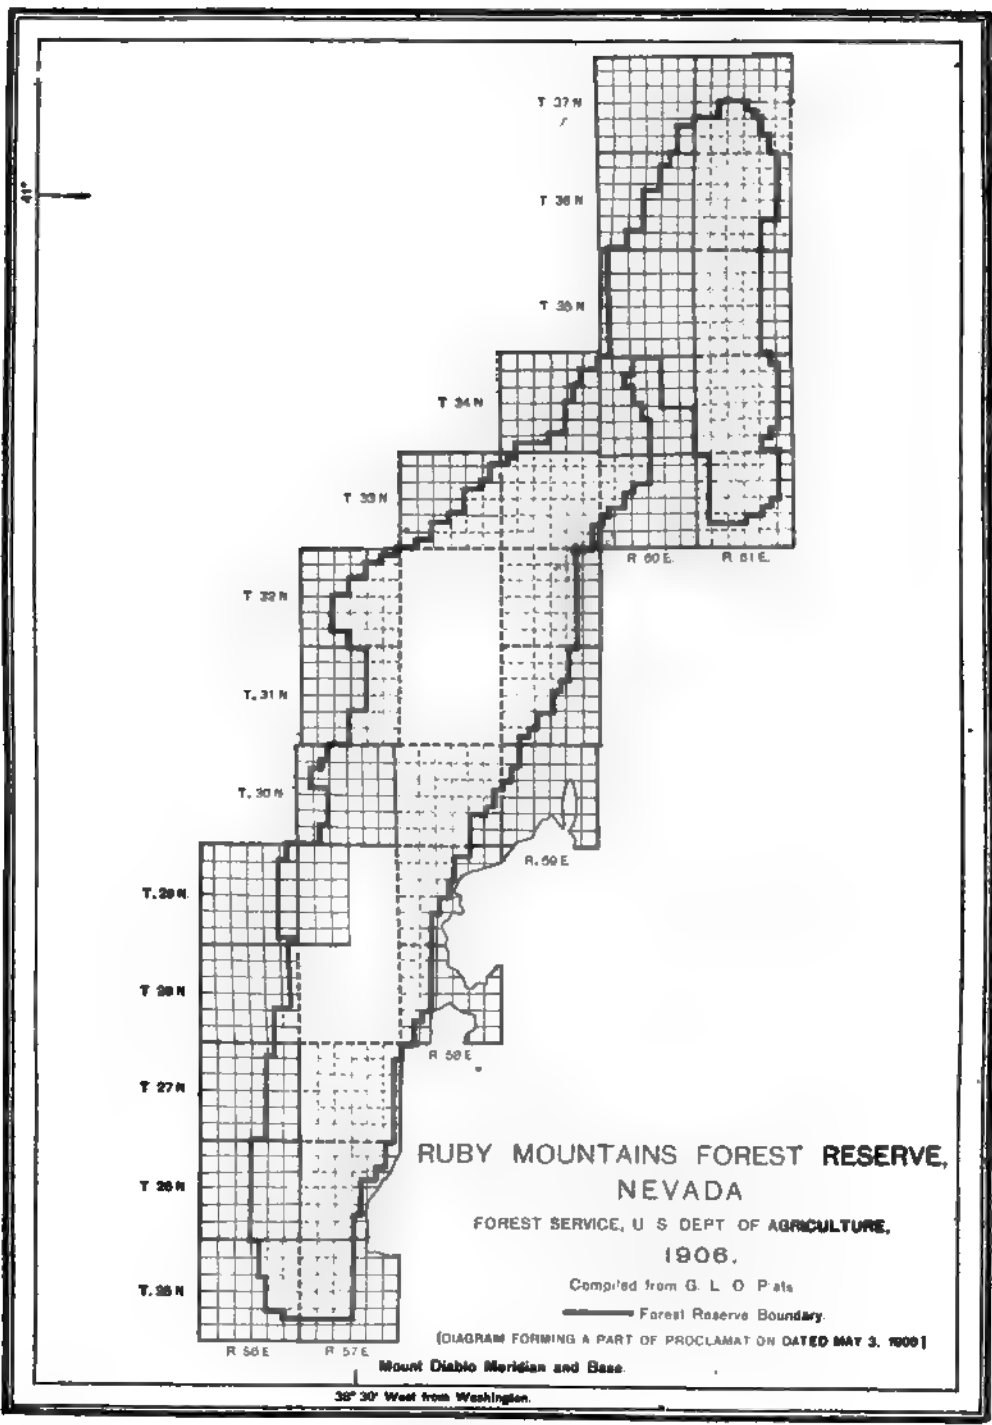 T 37 N
41°
T 36 N
T 35 N
T 34 N
T 33 N
R 60 E.
R 61 E.
T 32 N
T. 31 N
T. 30 N
R. 59 E
T. 29 N.
T 28 N
R 58 E
T 27 N
RUBY MOUNTAINS FOREST RESERVE,
NEVADA
T 26 N
FOREST SERVICE, U S DEPT OF AGRICULTURE,
1906.
Compiled from G. L. O Plats
T. 25 N
Forest Reserve Boundary.
[DIAGRAM FORMING A PART OF PROCLAMATION DATED MAY 3, 1906]
R 56 E
R 57 E
Mount Diablo Meridian and Base.
38° 30' West from Washington.